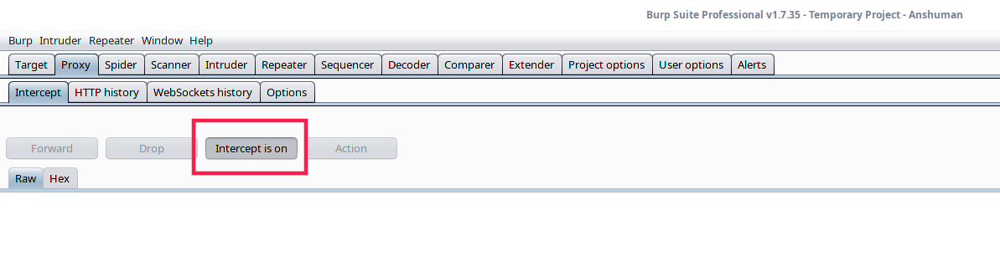 Burp Suite Professional v1.7.35 - Temporary Project - Anshuman
Burp Intruder Repeater Window Help
Target Proxy Spider Scanner Intruder Repeater Sequencer Decoder Comparer Extender Project options User options Alerts
Intercept HTTP history WebSockets history Options
Forward Drop Intercept is on Action
Raw Hex